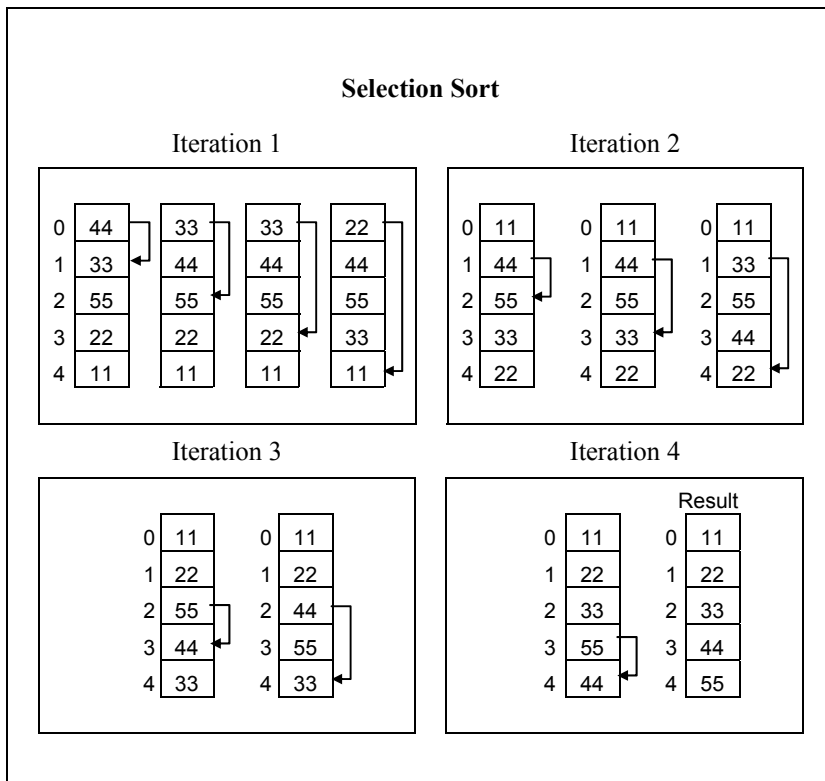 Selection Sort
Iteration 1
Iteration 2
0 44 33 33 22
1 33 44 44 44
2 55 55 55 55
3 22 22 22 33
4 11 11 11 11
0 11 0 11 0 11
1 44 1 44 1 33
2 55 2 55 2 55
3 33 3 33 3 44
4 22 4 22 4 22
Iteration 3
Iteration 4
0 11 0 11
1 22 1 22
2 55 2 44
3 44 3 55
4 33 4 33
Result
0 11 0 11
1 22 1 22
2 33 2 33
3 55 3 44
4 44 4 55